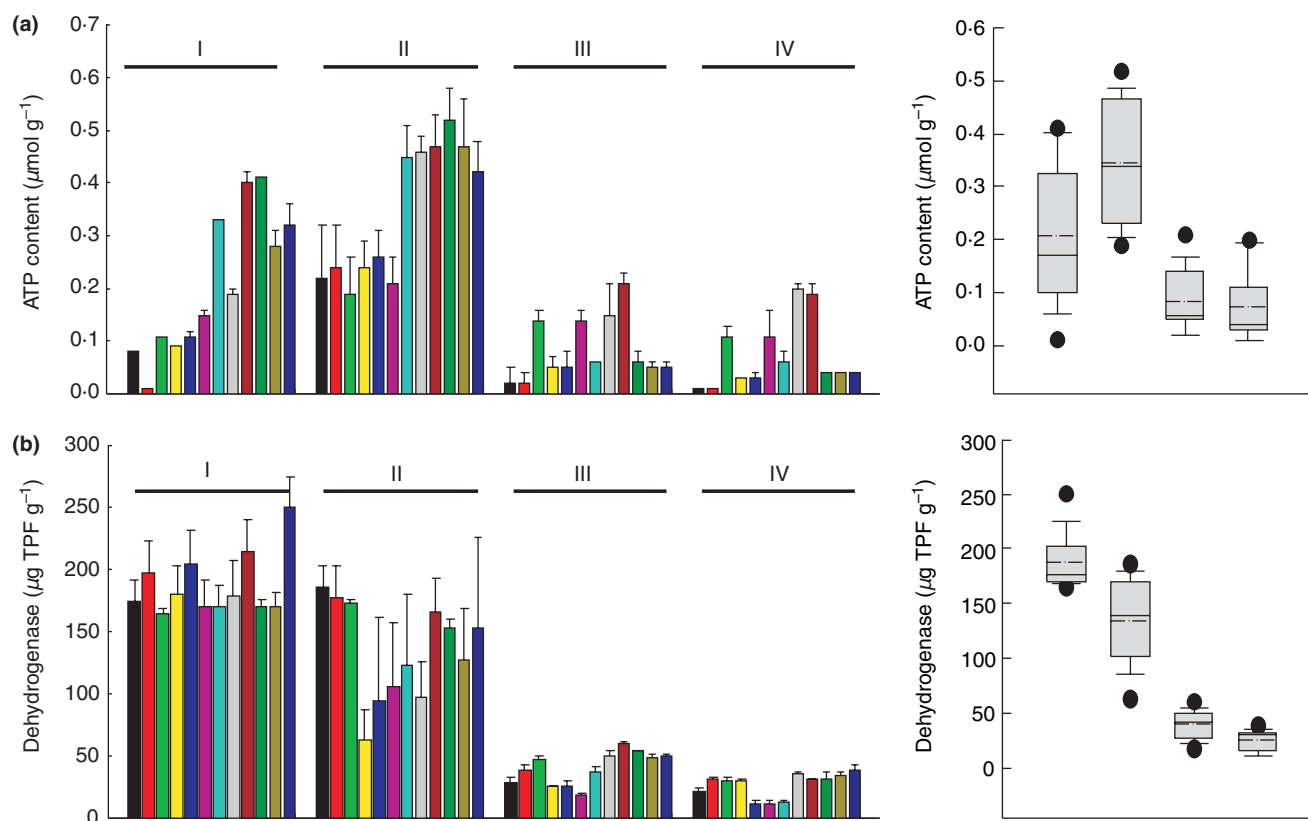 (a)
0·7
0·6
0·5
0·4
0·3
0·2
0·1
0.0
ATP content (µmol g⁻¹)
I
II
III
IV
0·6
0·5
0·4
0·3
0·2
0·1
0·0
ATP content (µmol g⁻¹)
(b)
300
250
200
150
100
50
0
Dehydrogenase (µg TPF g⁻¹)
I
II
III
IV
300
250
200
150
100
50
0
Dehydrogenase (µg TPF g⁻¹)